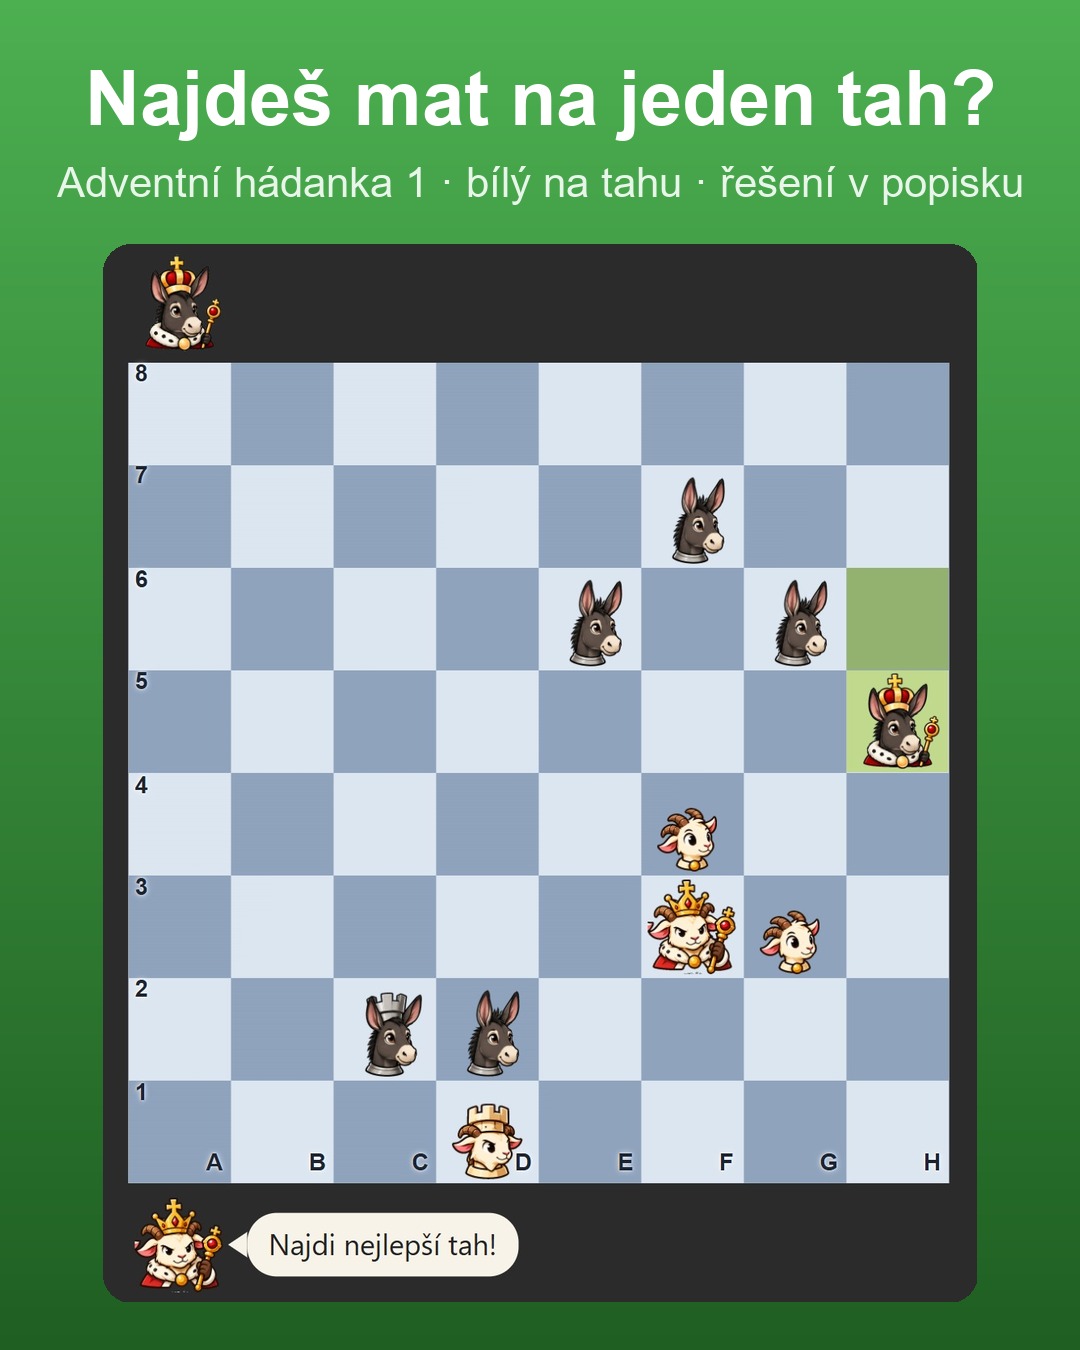 Najdeš mat na jeden tah?
Adventní hádanka 1 · bílý na tahu · řešení v popisku
8
7
6
5
4
3
2
1
A B C D E F G H
Najdi nejlepší tah!